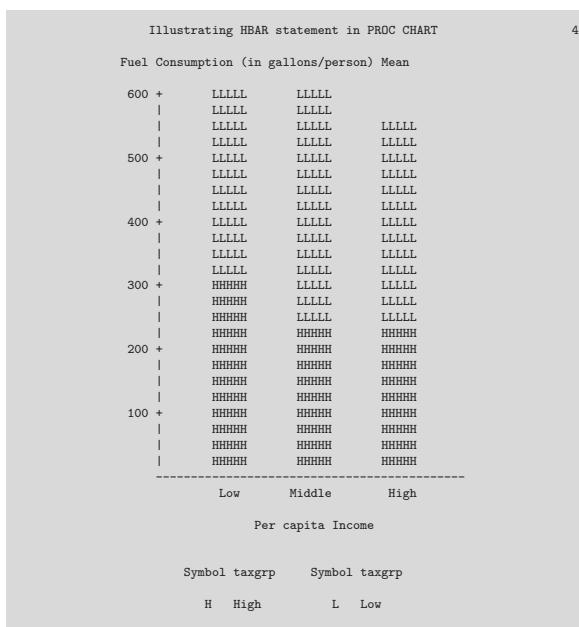 Illustrating HBAR statement in PROC CHART 4
Fuel Consumption (in gallons/person) Mean
600 + LLLLL LLLLL
| LLLLL LLLLL
| LLLLL LLLLL LLLLL
| LLLLL LLLLL LLLLL
500 + LLLLL LLLLL LLLLL
| LLLLL LLLLL LLLLL
| LLLLL LLLLL LLLLL
| LLLLL LLLLL LLLLL
400 + LLLLL LLLLL LLLLL
| LLLLL LLLLL LLLLL
| LLLLL LLLLL LLLLL
| LLLLL LLLLL LLLLL
300 + HHHHH LLLLL LLLLL
| HHHHH LLLLL LLLLL
| HHHHH LLLLL LLLLL
| HHHHH HHHHH HHHHH
200 + HHHHH HHHHH HHHHH
| HHHHH HHHHH HHHHH
| HHHHH HHHHH HHHHH
| HHHHH HHHHH HHHHH
100 + HHHHH HHHHH HHHHH
| HHHHH HHHHH HHHHH
| HHHHH HHHHH HHHHH
| HHHHH HHHHH HHHHH
---------------------------------------------
Low Middle High
Per capita Income
Symbol taxgrp Symbol taxgrp
H High L Low